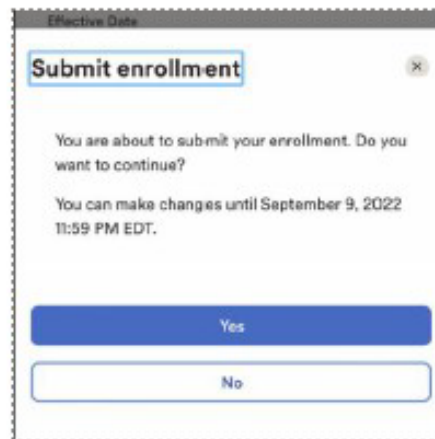 Effective Date
Submit enrollment
You are about to submit your enrollment. Do you
want to continue?
You can make changes until September 9, 2022
11:59 PM EDT.
Yes
No